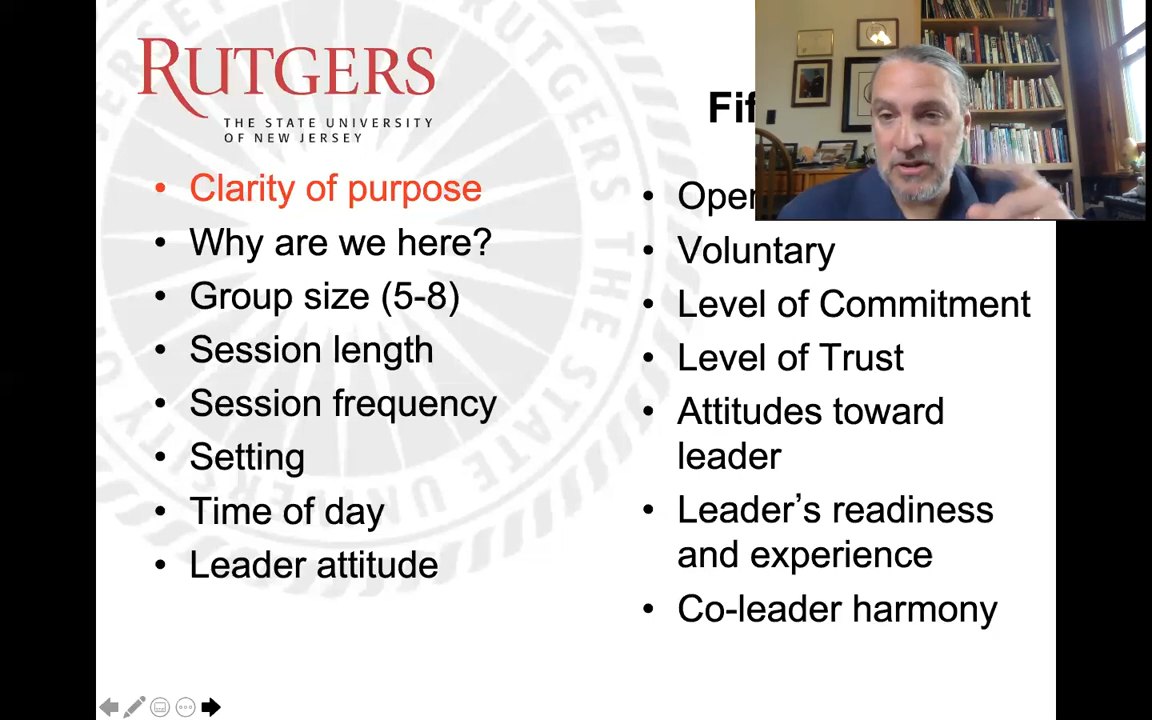 RUTGERS
THE STATE UNIVERSITY
OF NEW JERSEY
• Clarity of purpose
• Why are we here?
• Group size (5-8)
• Session length
• Session frequency
• Setting
• Time of day
• Leader attitude
• Voluntary
• Level of Commitment
• Level of Trust
• Attitudes toward
leader
• Leader’s readiness
and experience
• Co-leader harmony